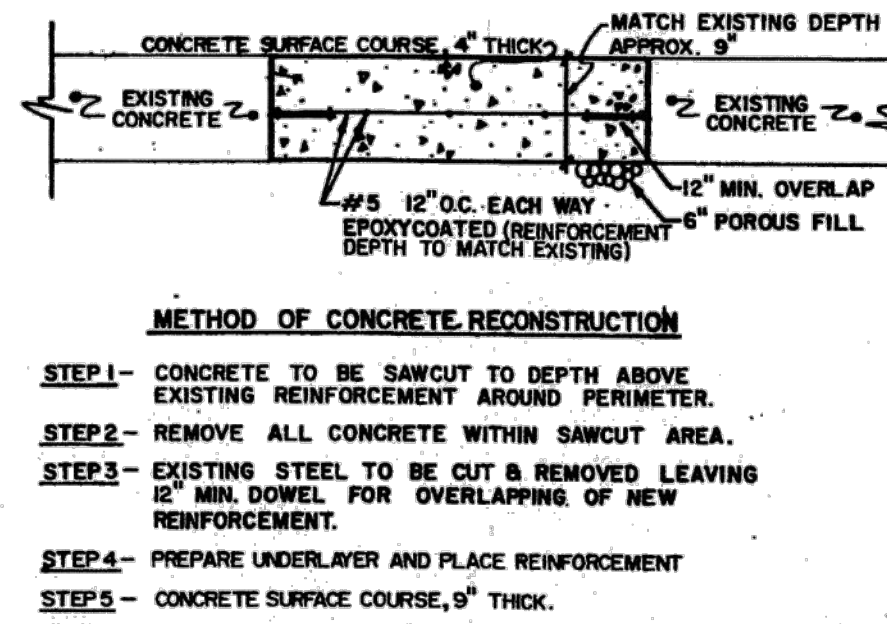 MATCH EXISTING DEPTH
APPROX. 9"
CONCRETE SURFACE COURSE, 4" THICK
EXISTING
CONCRETE
EXISTING
CONCRETE
12" MIN. OVERLAP
6" POROUS FILL
#5 12" O.C. EACH WAY
EPOXYCOATED (REINFORCEMENT
DEPTH TO MATCH EXISTING)
METHOD OF CONCRETE RECONSTRUCTION
STEP 1- CONCRETE TO BE SAWCUT TO DEPTH ABOVE
EXISTING REINFORCEMENT AROUND PERIMETER.
STEP 2- REMOVE ALL CONCRETE WITHIN SAWCUT AREA.
STEP 3- EXISTING STEEL TO BE CUT & REMOVED LEAVING
12" MIN. DOWEL FOR OVERLAPPING OF NEW
REINFORCEMENT.
STEP 4- PREPARE UNDERLAYER AND PLACE REINFORCEMENT
STEP 5- CONCRETE SURFACE COURSE, 9" THICK.